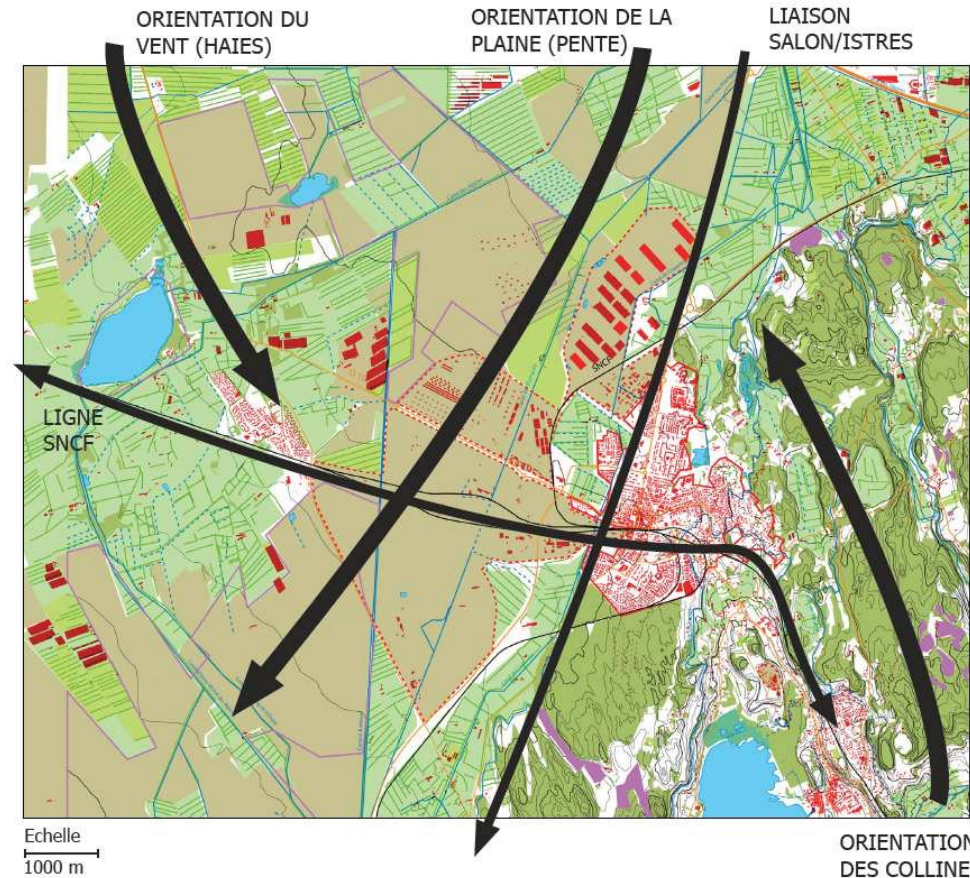 ORIENTATION DU
VENT (HAIES)
ORIENTATION DE LA
PLAINE (PENTE)
LIAISON
SALON/ISTRES
SNCF
LIGNE
SNCF
Echelle
1000 m
ORIENTATION
DES COLLINE